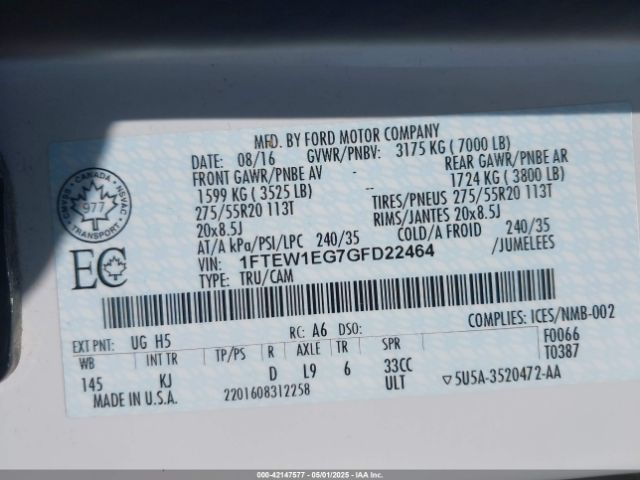 MFD. BY FORD MOTOR COMPANY
DATE: 08/16 GVWR/PNBV: 3175 KG ( 7000 LB)
FRONT GAWR/PNBE AV REAR GAWR/PNBE AR
1599 KG ( 3525 LB) -- 1724 KG ( 3800 LB)
275/55R20 113T TIRES/PNEUS 275/55R20 113T
20x8.5J RIMS/JANTES 20x8.5J
AT/A kPa/PSI/LPC 240/35 COLD/A FROID 240/35
VIN: 1FTEW1EG7GFD22464 /JUMELEES
TYPE: TRU/CAM
CANADA
CMVSS NSVAC
977
TRANSPORT
EC
COMPLIES: ICES/NMB-002
EXT PNT: UG H5 RC: A6 DSO: F0066
WB INT TR TP/PS R AXLE TR SPR T0387
145 KJ D L9 6 33CC
ULT
MADE IN U.S.A. 2201608312258 5U5A-3520472-AA
00-42147577 - 05/01/2025 - IAA Inc.